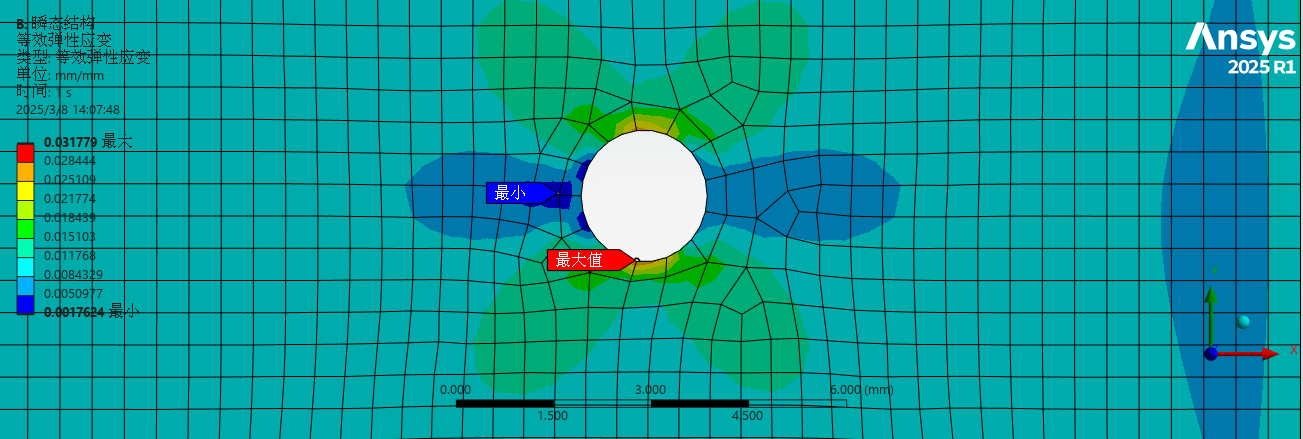 B: 瞬态结构
等效弹性应变
类型: 等效弹性应变
单位: mm/mm
时间: 1 s
2025/3/8 14:07:48
Ansys
2025 R1
0.031779 最大
0.028444
0.025109
0.021774
0.018439
0.015103
0.011768
0.0084329
0.0050977
0.0017624 最小
最小
最大值
Y
X
0.000 3.000 6.000 (mm)
1.500 4.500